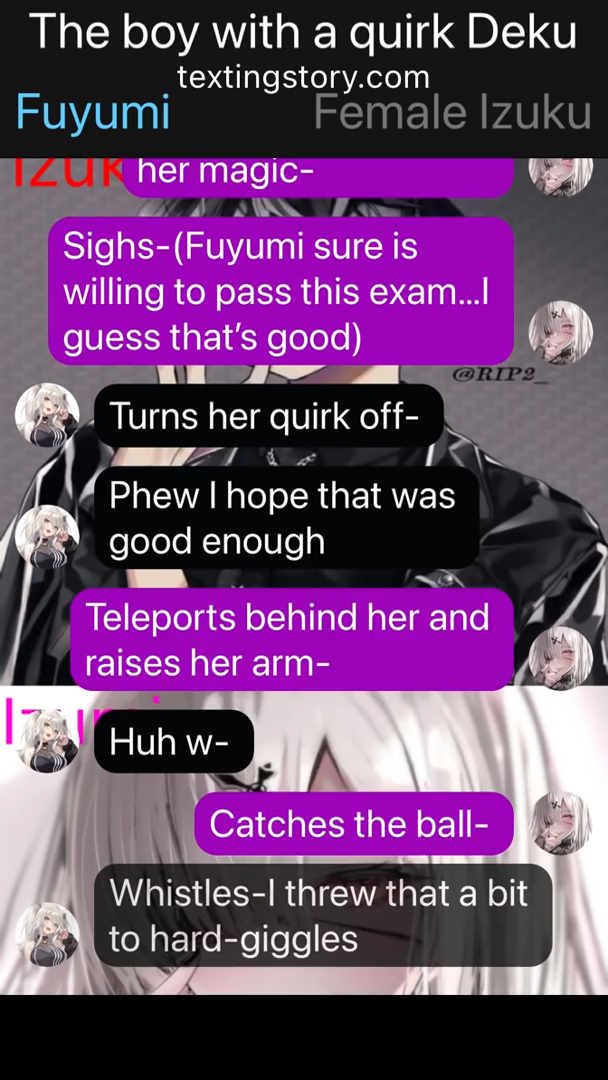 The boy with a quirk Deku
textingstory.com
Fuyumi
Female Izuku
her magic-
Sighs-(Fuyumi sure is
willing to pass this exam...I
guess that's good)
@RIP2_
Turns her quirk off-
Phew I hope that was
good enough
Teleports behind her and
raises her arm-
Huh w-
Catches the ball-
Whistles-I threw that a bit
to hard-giggles